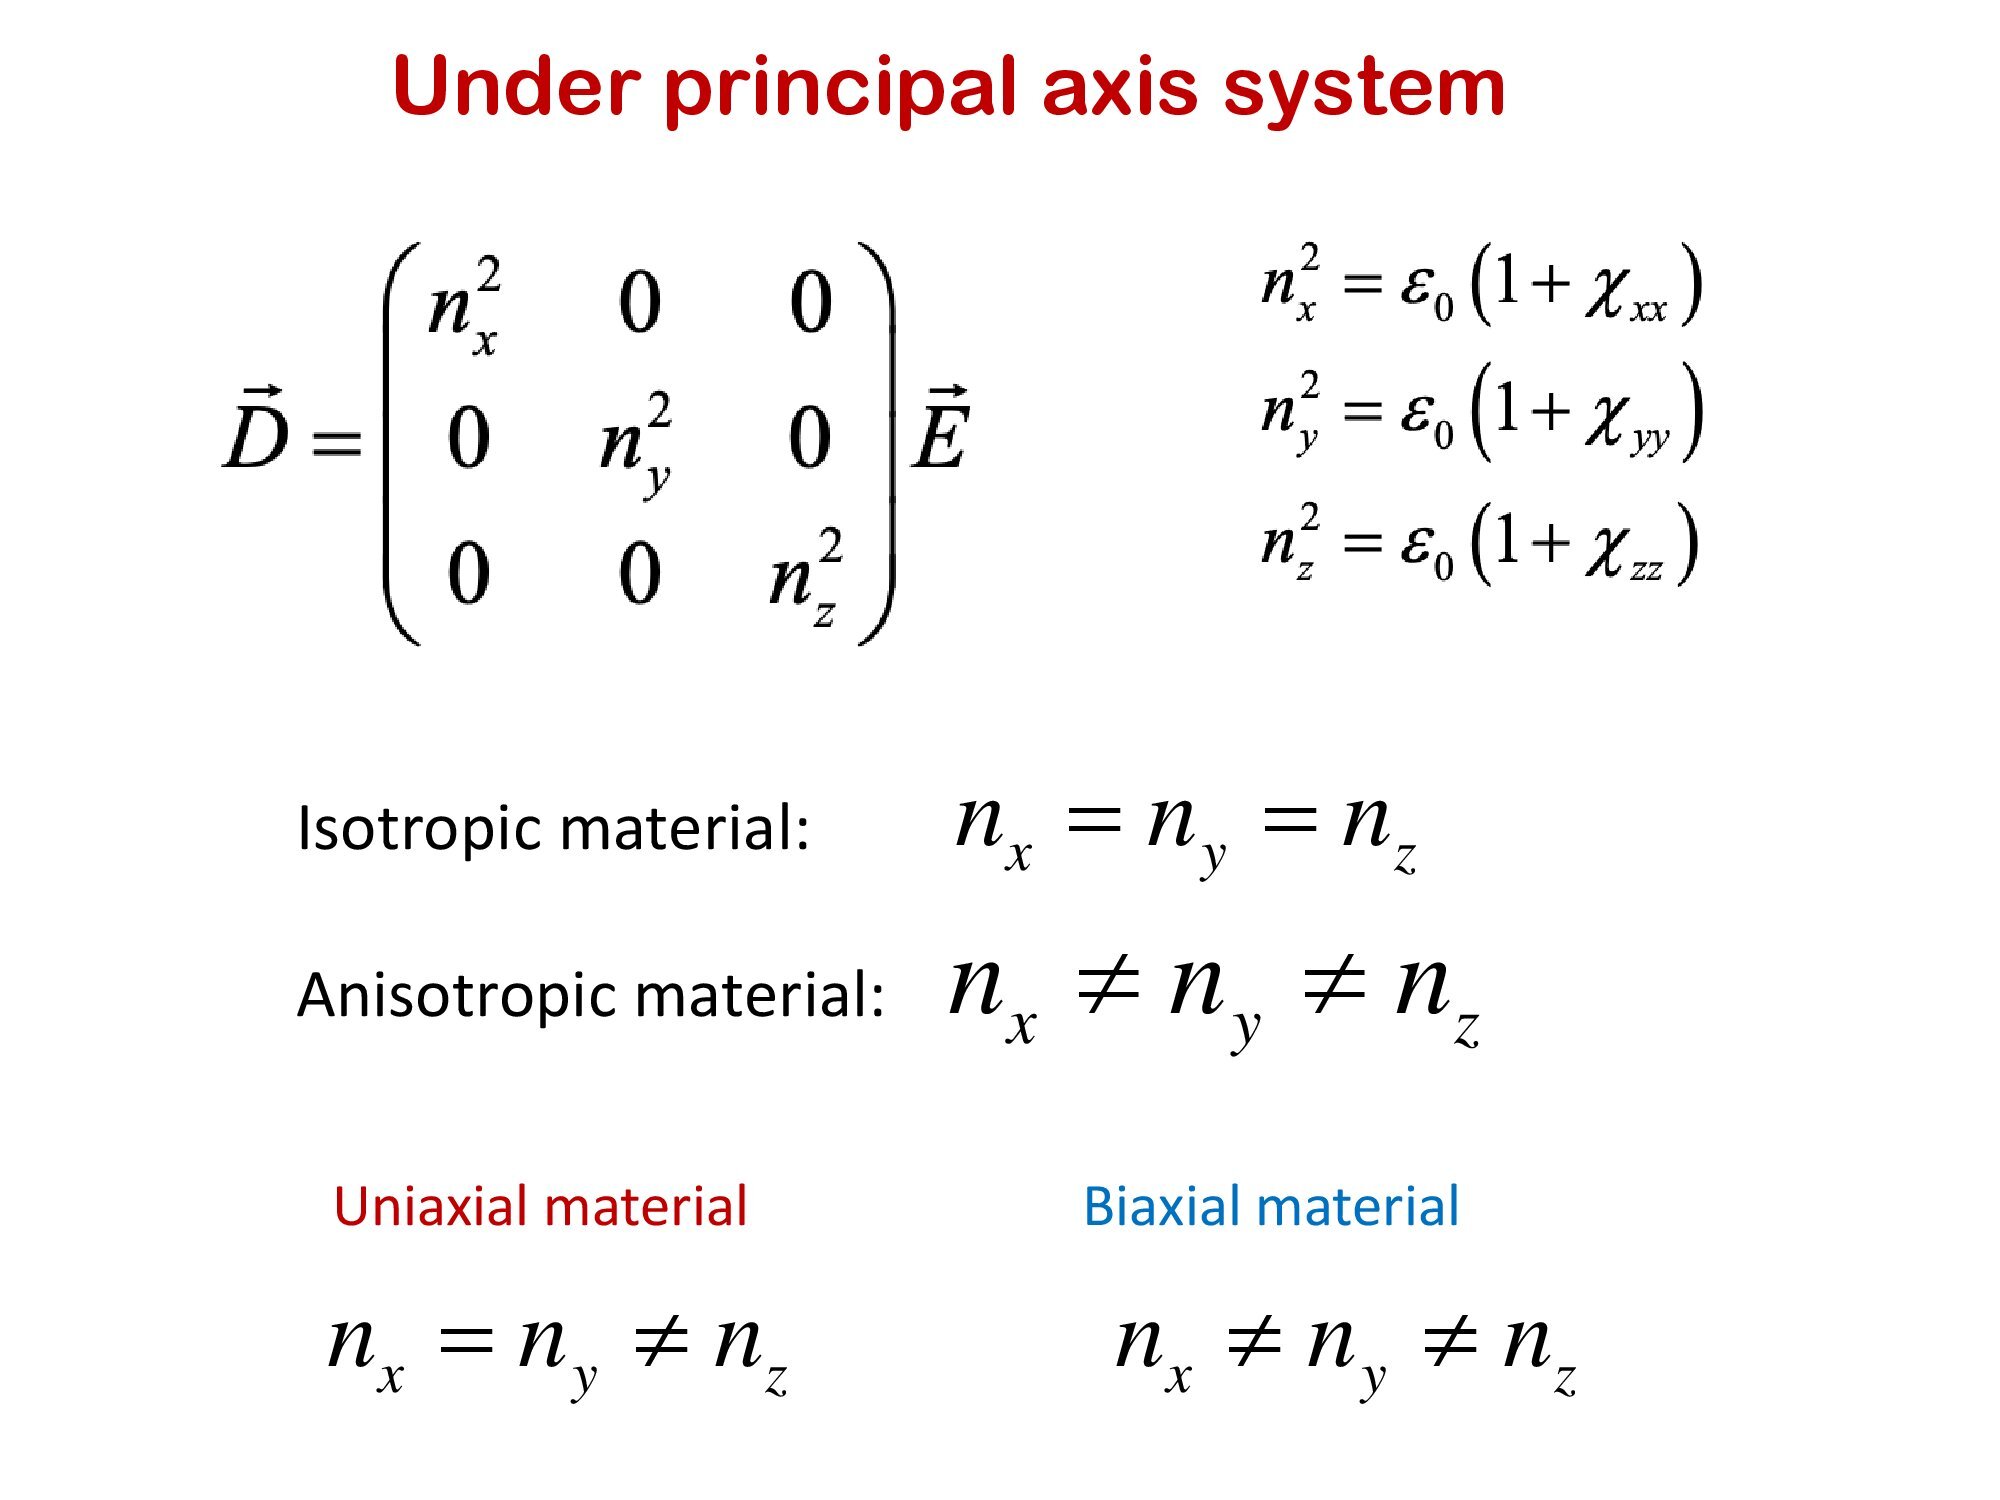 Under principal axis system
$\vec{D} = \begin{pmatrix} n_x^2 & 0 & 0 \\ 0 & n_y^2 & 0 \\ 0 & 0 & n_z^2 \end{pmatrix} \vec{E}$
$n_x^2 = \varepsilon_0 (1 + \chi_{xx})$
$n_y^2 = \varepsilon_0 (1 + \chi_{yy})$
$n_z^2 = \varepsilon_0 (1 + \chi_{zz})$
Isotropic material: $n_x = n_y = n_z$
Anisotropic material: $n_x \neq n_y \neq n_z$
Uniaxial material
$n_x = n_y \neq n_z$
Biaxial material
$n_x \neq n_y \neq n_z$